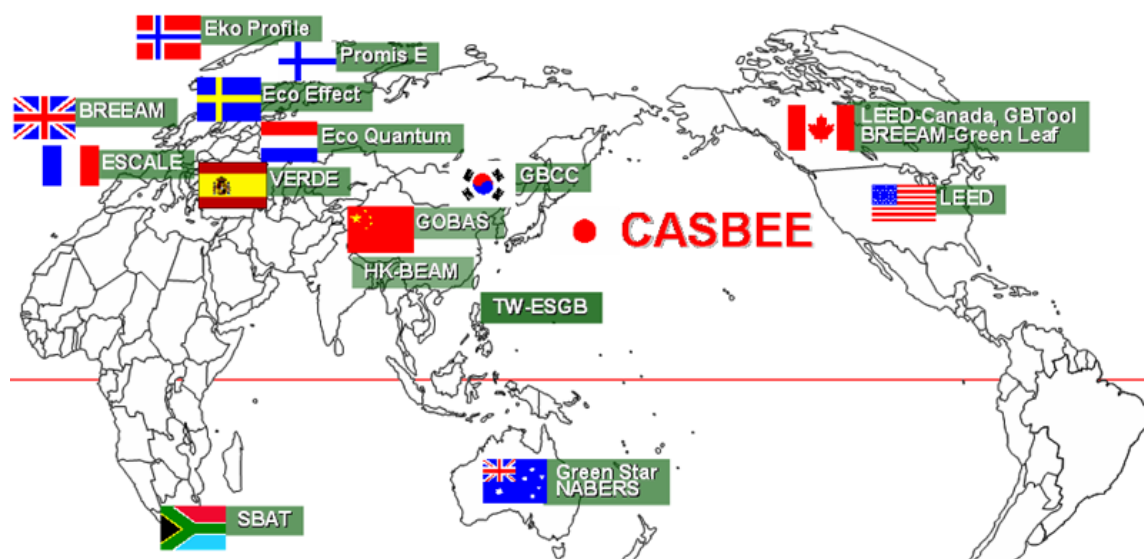 Eko Profile
Promis E
Eco Effect
BREEAM
Eco Quantum
ESCALE
VERDE
GBCC
GOBAS
CASBEE
HK-BEAM
TW-ESGB
LEED-Canada, GBTool
BREEAM-Green Leaf
LEED
Green Star
NABERS
SBAT